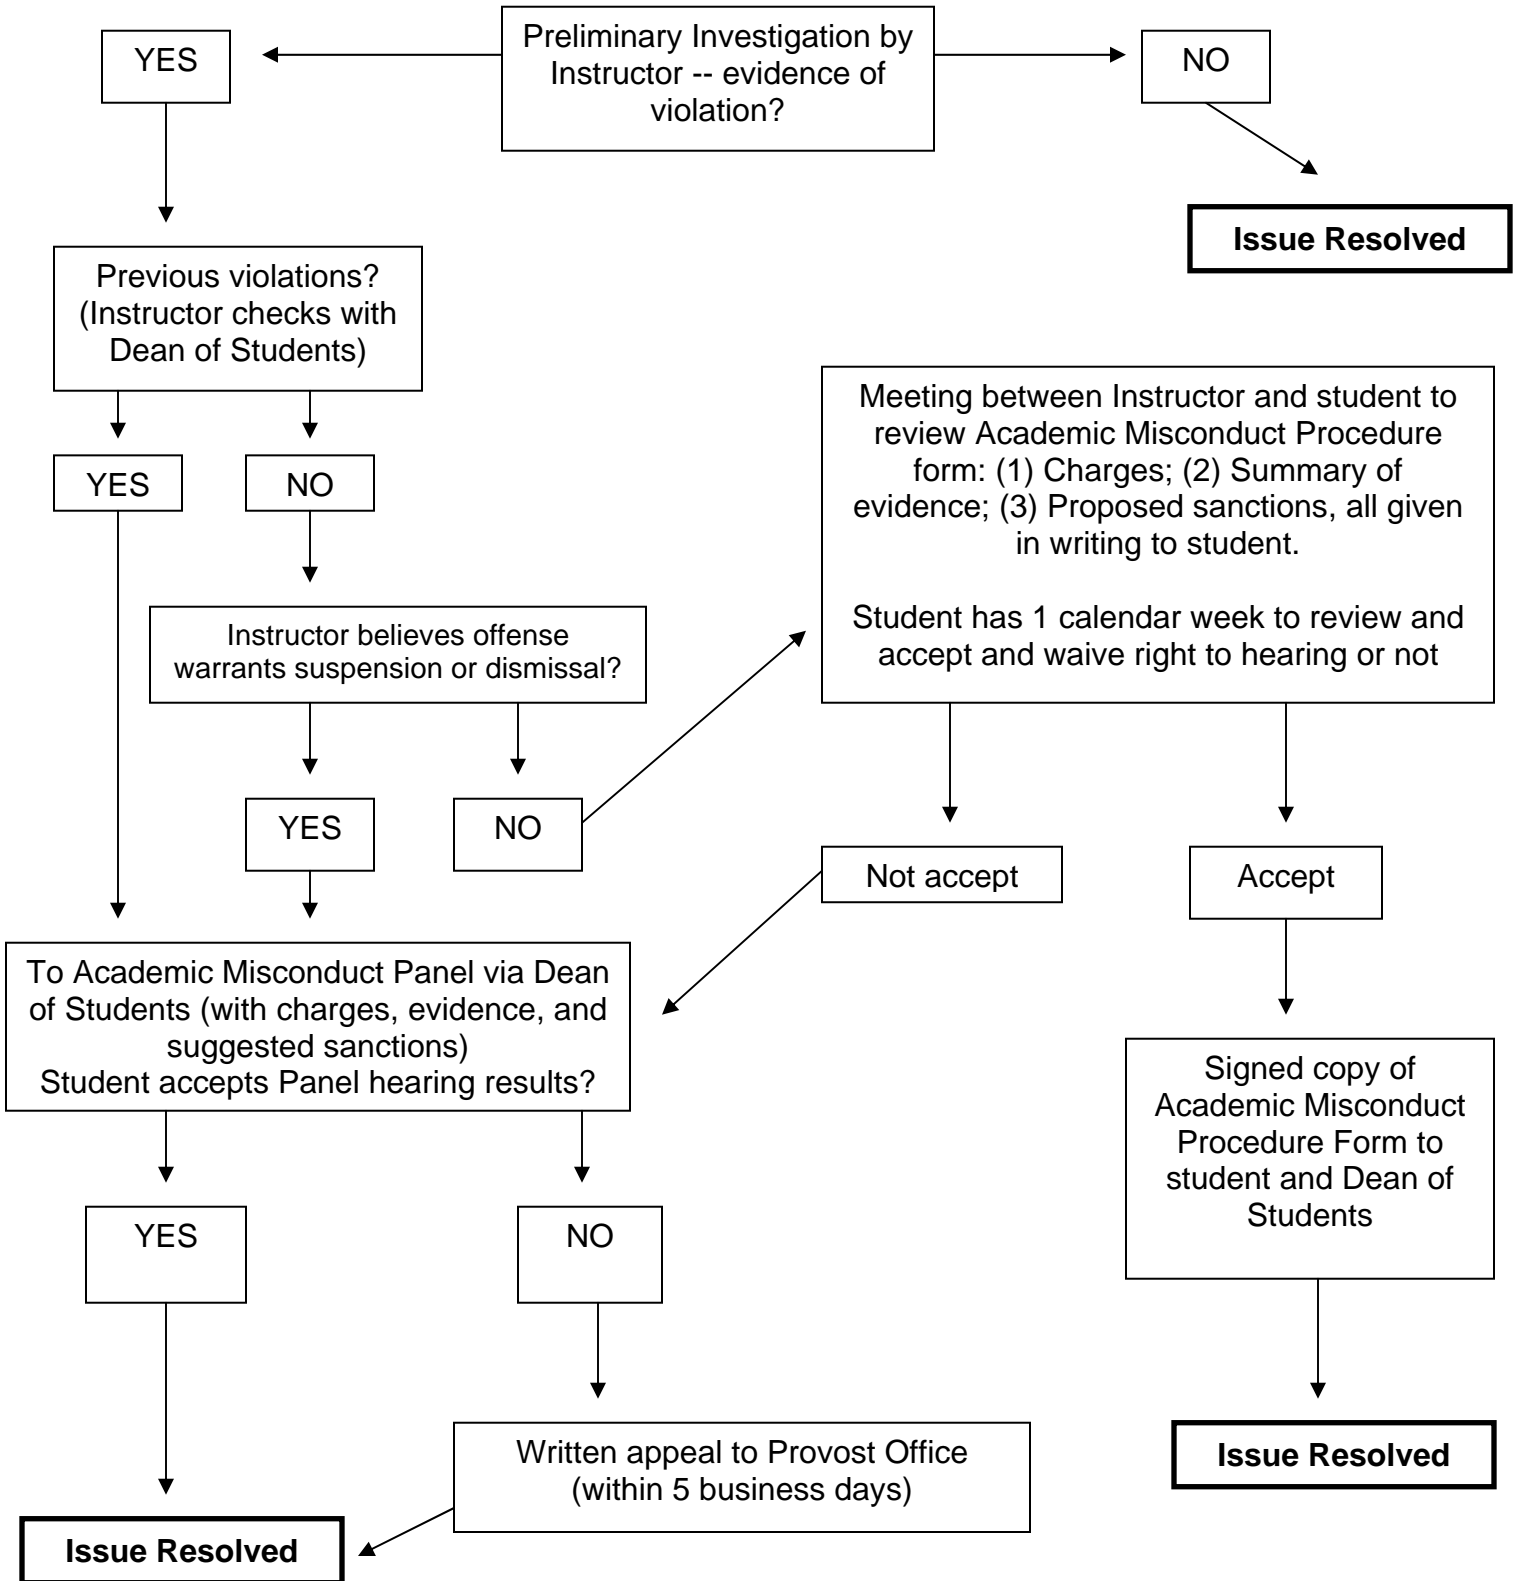 YES
Preliminary Investigation by
Instructor -- evidence of
violation?
NO
Issue Resolved
Previous violations?
(Instructor checks with
Dean of Students)
YES
NO
Instructor believes offense
warrants suspension or dismissal?
Meeting between Instructor and student to
review Academic Misconduct Procedure
form: (1) Charges; (2) Summary of
evidence; (3) Proposed sanctions, all given
in writing to student.
Student has 1 calendar week to review and
accept and waive right to hearing or not
YES
NO
Not accept
Accept
To Academic Misconduct Panel via Dean
of Students (with charges, evidence, and
suggested sanctions)
Student accepts Panel hearing results?
Signed copy of
Academic Misconduct
Procedure Form to
student and Dean of
Students
YES
NO
Written appeal to Provost Office
(within 5 business days)
Issue Resolved
Issue Resolved